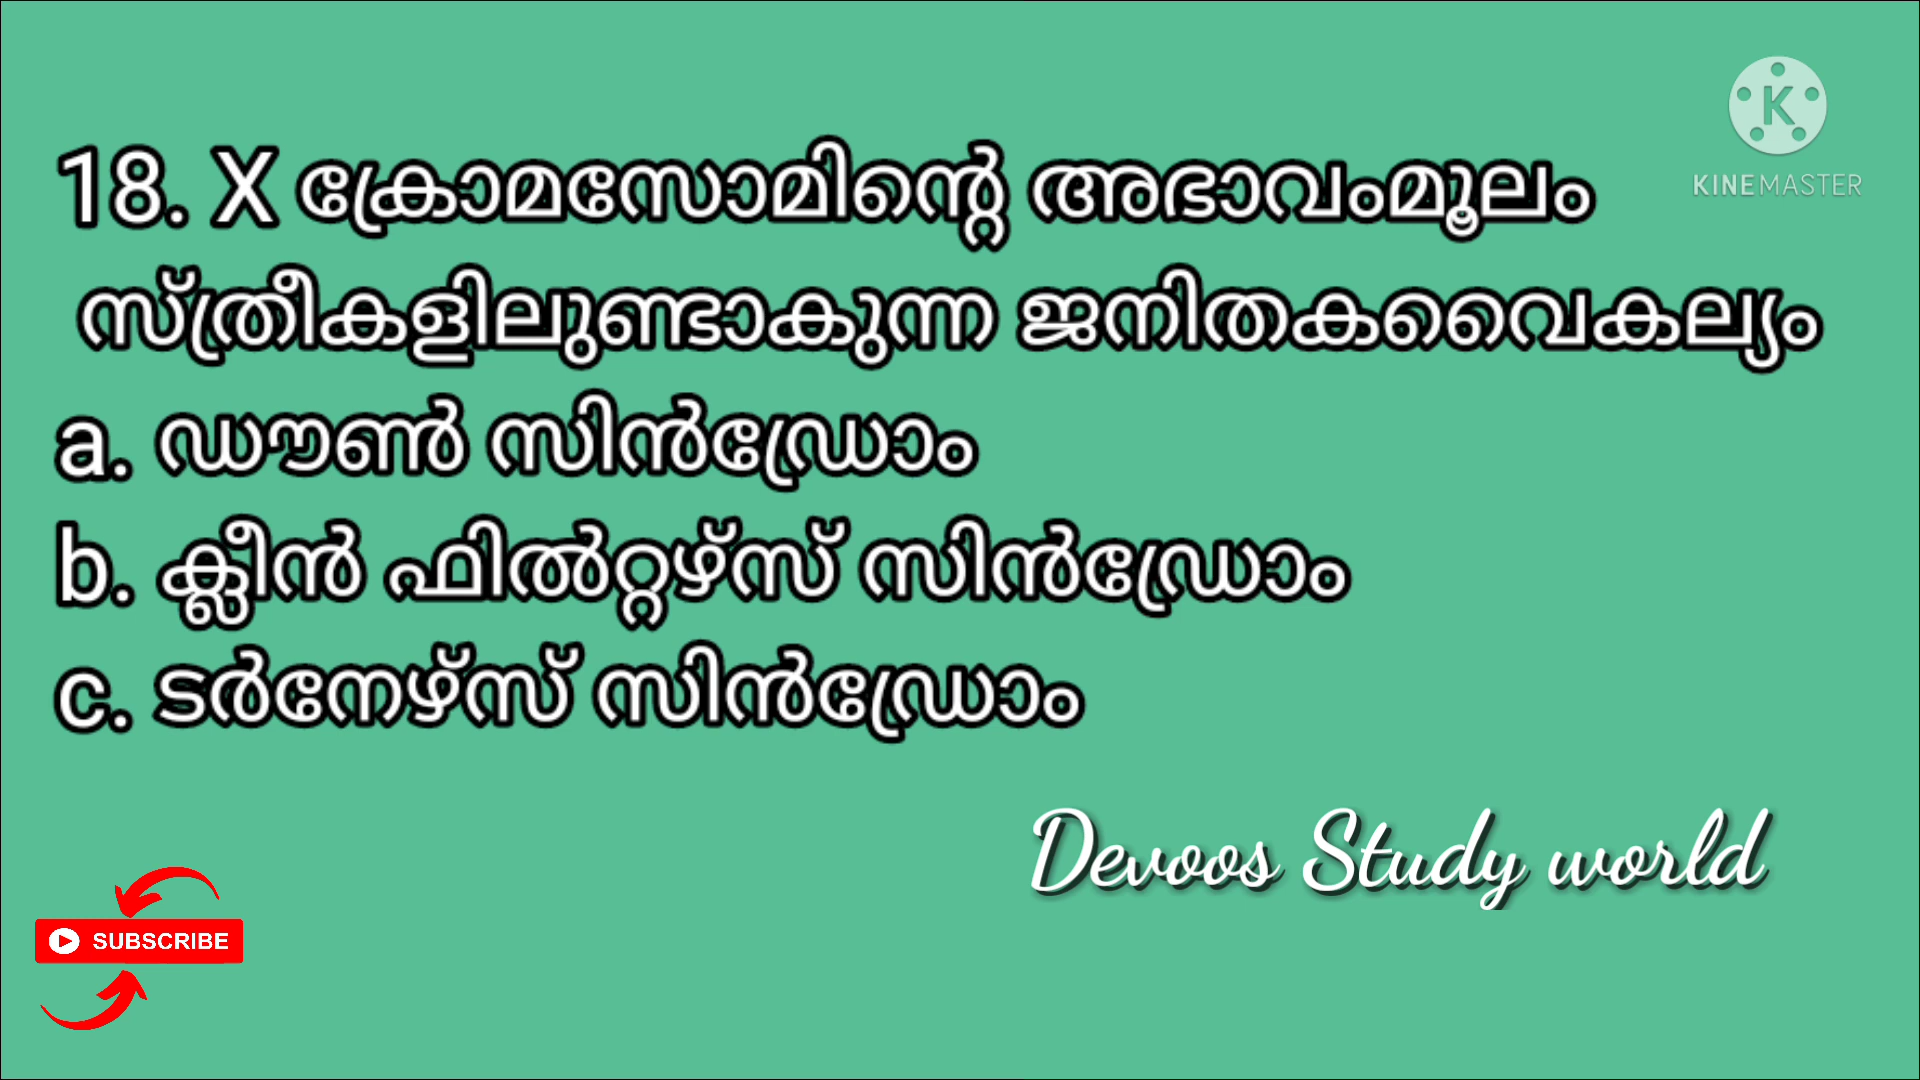 K
KINEMASTER
18. X ക്രോമസോമിന്റെ അഭാവംമൂലം
സ്ത്രീകളിലുണ്ടാകുന്ന ജനിതകവൈകല്യം
a. ഡൗൺ സിൻഡ്രോം
b. ക്ലീൻ ഫിൽറ്റഴ്സ് സിൻഡ്രോം
c. ടർനേഴ്സ് സിൻഡ്രോം
Devoos Study world
SUBSCRIBE